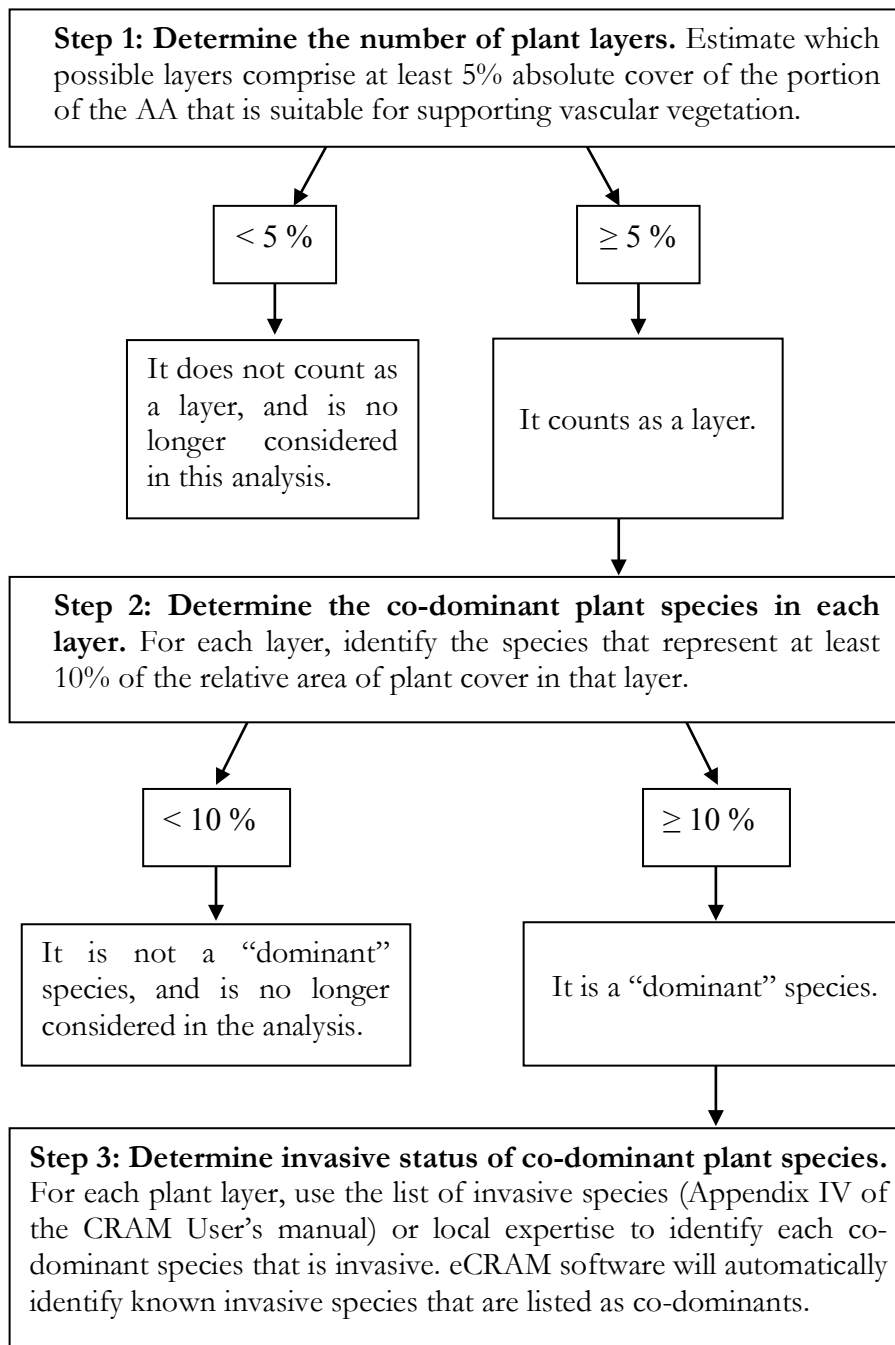 Step 1: Determine the number of plant layers. Estimate which
possible layers comprise at least 5% absolute cover of the portion
of the AA that is suitable for supporting vascular vegetation.
< 5 %
≥ 5 %
It does not count as
a layer, and is no
longer considered
in this analysis.
It counts as a layer.
Step 2: Determine the co-dominant plant species in each
layer. For each layer, identify the species that represent at least
10% of the relative area of plant cover in that layer.
< 10 %
≥ 10 %
It is not a “dominant”
species, and is no longer
considered in the analysis.
It is a “dominant” species.
Step 3: Determine invasive status of co-dominant plant species.
For each plant layer, use the list of invasive species (Appendix IV of
the CRAM User’s manual) or local expertise to identify each co-
dominant species that is invasive. eCRAM software will automatically
identify known invasive species that are listed as co-dominants.